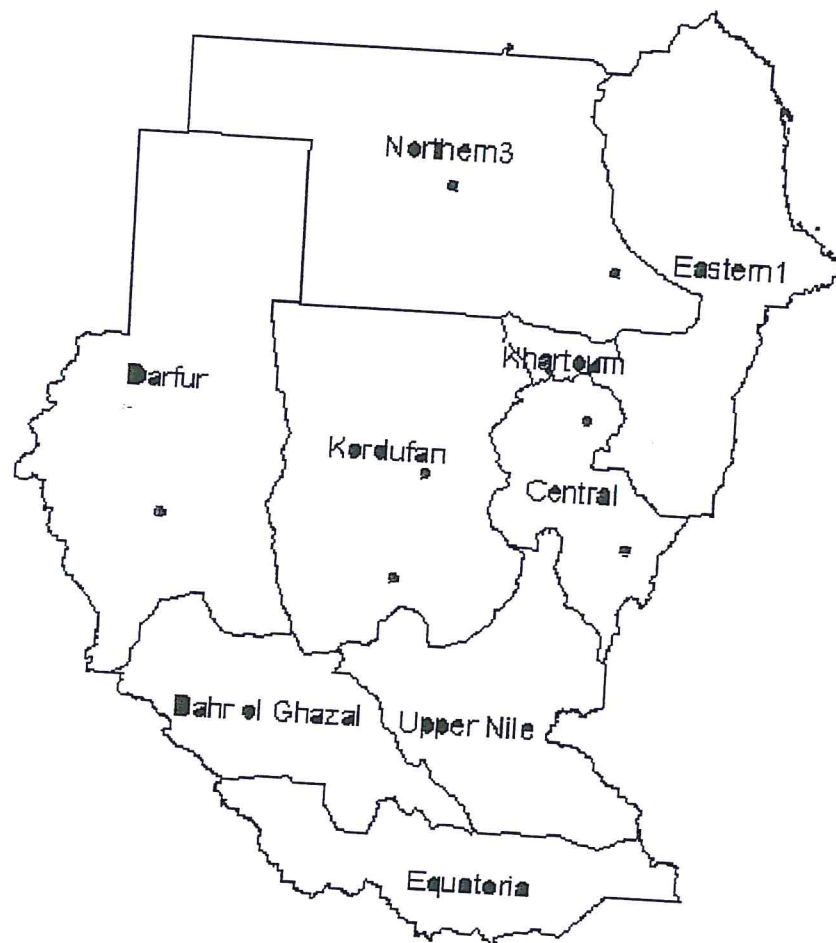 Northern3
Eastern1
Khartoum
Darfur
Kordufan
Central
Bahr el Ghazal
Upper Nile
Equatoria